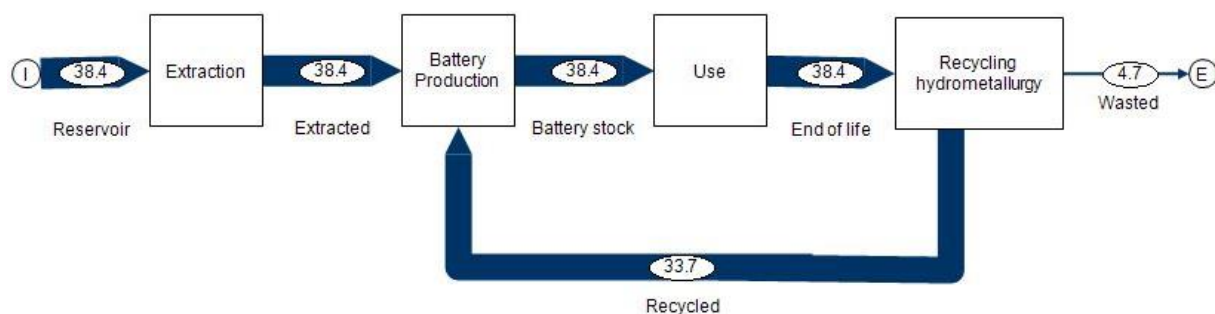 I
38.4
Reservoir
Extraction
38.4
Extracted
Battery
Production
38.4
Battery stock
Use
38.4
End of life
Recycling
hydrometallurgy
4.7
Wasted
E
33.7
Recycled